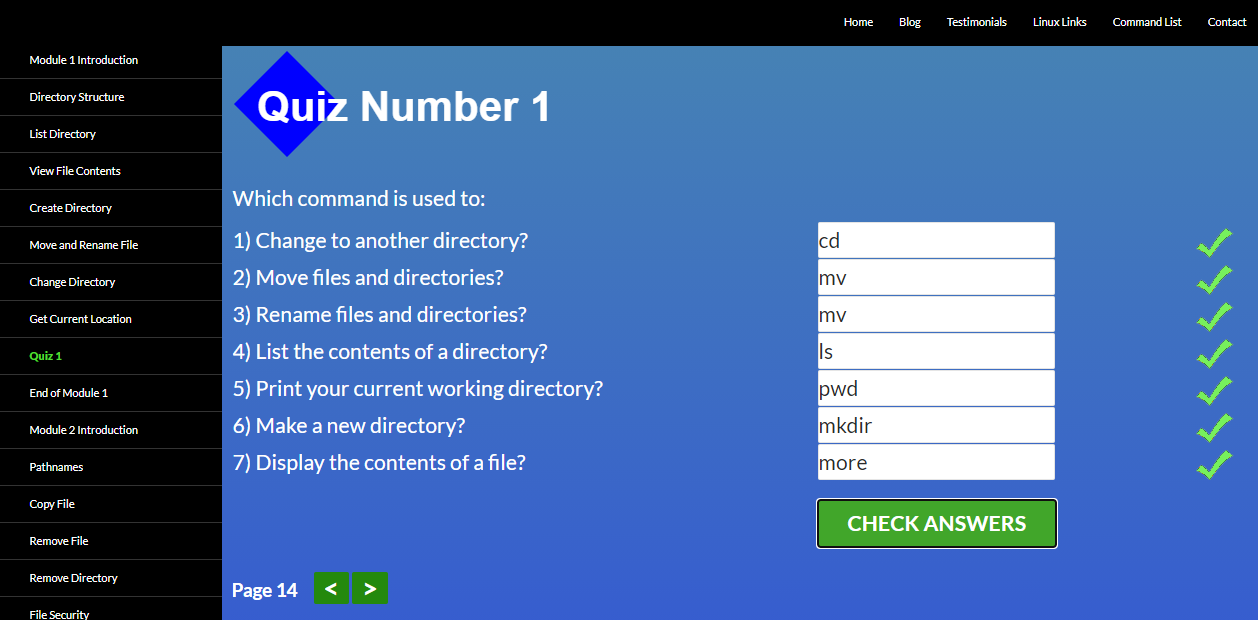 Home Blog Testimonials Linux Links Command List Contact
Module 1 Introduction
Directory Structure
List Directory
View File Contents
Create Directory
Move and Rename File
Change Directory
Get Current Location
Quiz 1
End of Module 1
Module 2 Introduction
Pathnames
Copy File
Remove File
Remove Directory
File Security
Quiz Number 1
Which command is used to:
1) Change to another directory? cd
2) Move files and directories? mv
3) Rename files and directories? mv
4) List the contents of a directory? ls
5) Print your current working directory? pwd
6) Make a new directory? mkdir
7) Display the contents of a file? more
CHECK ANSWERS
Page 14 < >